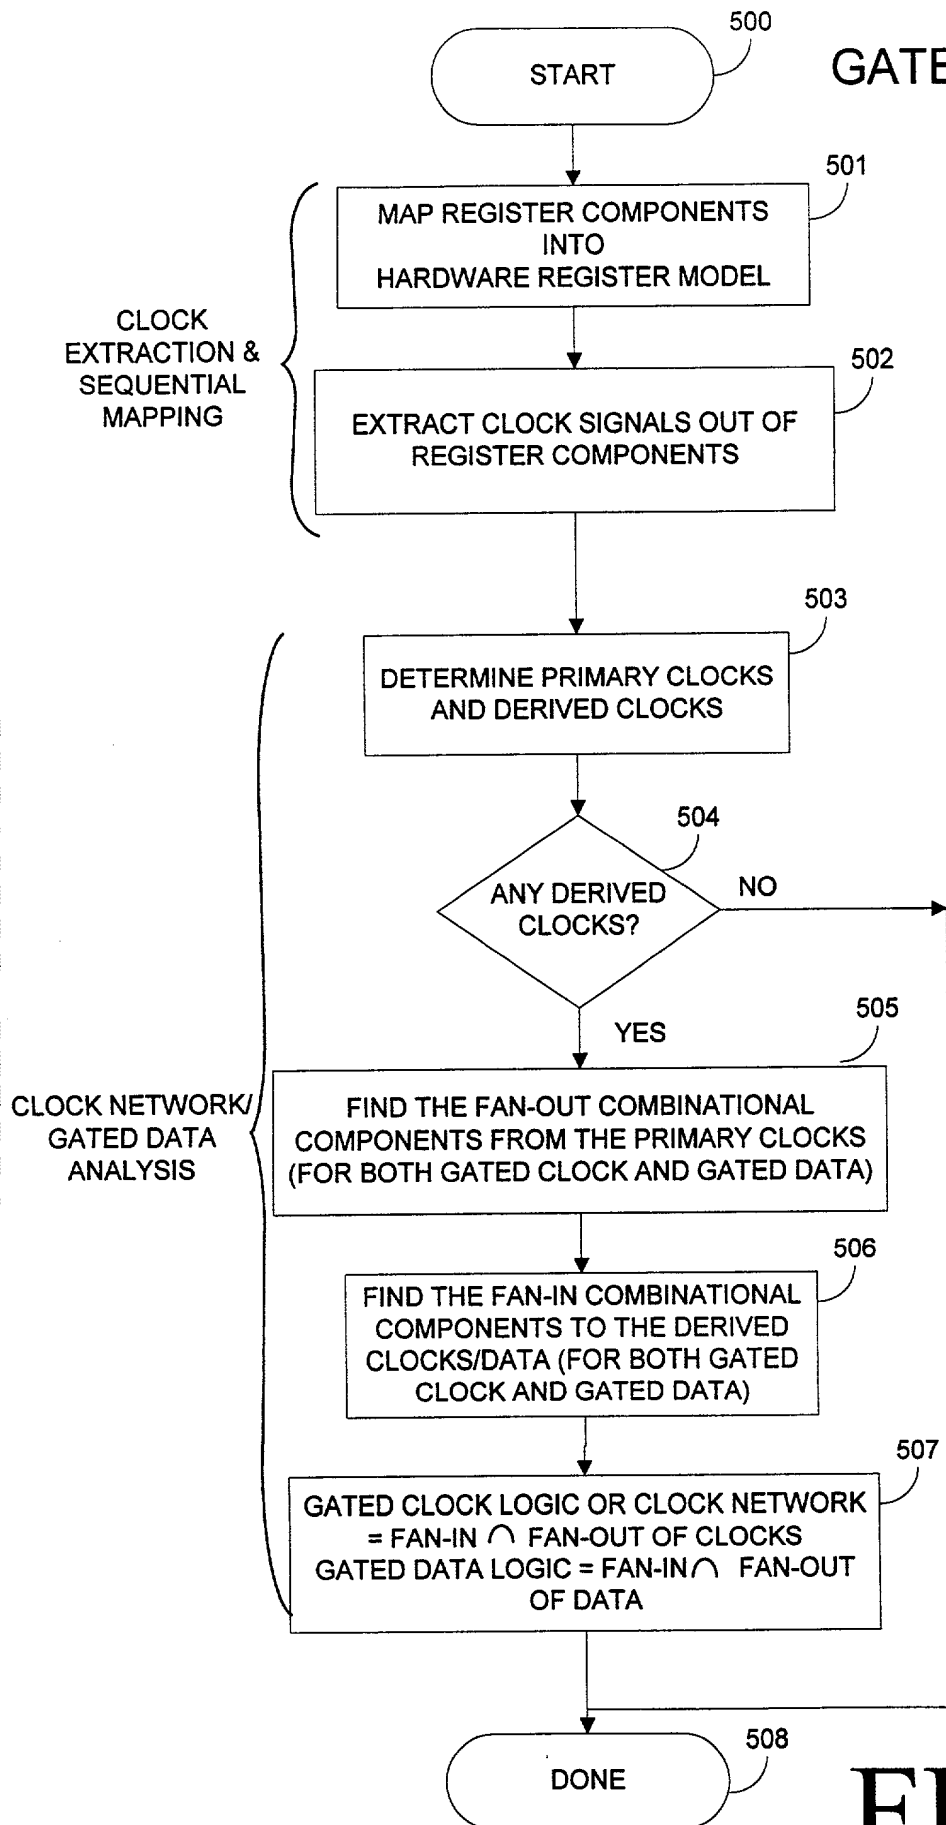 500
START
GATE
501
MAP REGISTER COMPONENTS
INTO
HARDWARE REGISTER MODEL
CLOCK
EXTRACTION &
SEQUENTIAL
MAPPING
502
EXTRACT CLOCK SIGNALS OUT OF
REGISTER COMPONENTS
503
DETERMINE PRIMARY CLOCKS
AND DERIVED CLOCKS
504
ANY DERIVED
CLOCKS?
NO
YES
505
CLOCK NETWORK/
GATED DATA
ANALYSIS
FIND THE FAN-OUT COMBINATIONAL
COMPONENTS FROM THE PRIMARY CLOCKS
(FOR BOTH GATED CLOCK AND GATED DATA)
506
FIND THE FAN-IN COMBINATIONAL
COMPONENTS TO THE DERIVED
CLOCKS/DATA (FOR BOTH GATED
CLOCK AND GATED DATA)
507
GATED CLOCK LOGIC OR CLOCK NETWORK
= FAN-IN ∩ FAN-OUT OF CLOCKS
GATED DATA LOGIC = FAN-IN ∩ FAN-OUT
OF DATA
508
DONE